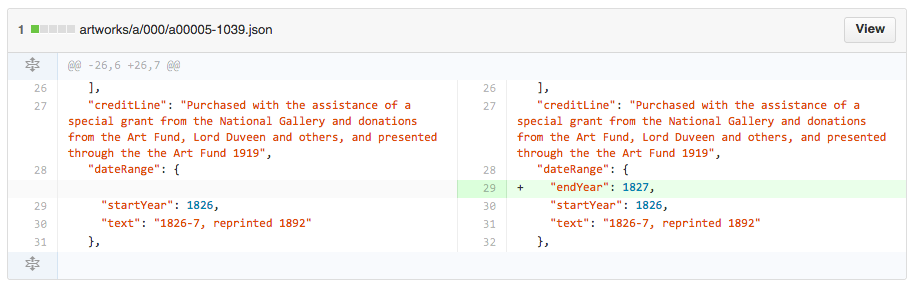 1 artworks/a/000/a00005-1039.json View
@@ -26,6 +26,7 @@
26 ],
27 "creditLine": "Purchased with the assistance of a
special grant from the National Gallery and donations
from the Art Fund, Lord Duveen and others, and presented
through the the Art Fund 1919",
28 "dateRange": {
29 "startYear": 1826,
30 "text": "1826-7, reprinted 1892"
31 },
26 ],
27 "creditLine": "Purchased with the assistance of a
special grant from the National Gallery and donations
from the Art Fund, Lord Duveen and others, and presented
through the the Art Fund 1919",
28 "dateRange": {
29 + "endYear": 1827,
30 "startYear": 1826,
31 "text": "1826-7, reprinted 1892"
32 },